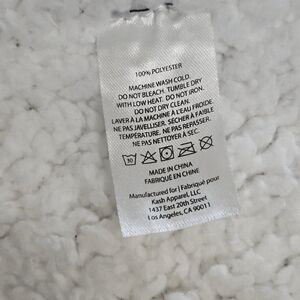 100% POLYESTER
MACHINE WASH COLD.
DO NOT BLEACH. TUMBLE DRY
WITH LOW HEAT. DO NOT IRON.
DO NOT DRY CLEAN.
LAVER À LA MACHINE À L'EAU FROIDE.
NE PAS JAVELLISER. SÉCHER À FAIBLE
TEMPÉRATURE. NE PAS REPASSER.
NE PAS NETTOYER À SEC.
30
MADE IN CHINA
FABRIQUÉ EN CHINE
Manufactured for | Fabriqué pour
Kash Apparel, LLC
1437 East 20th Street
Los Angeles, CA 90011